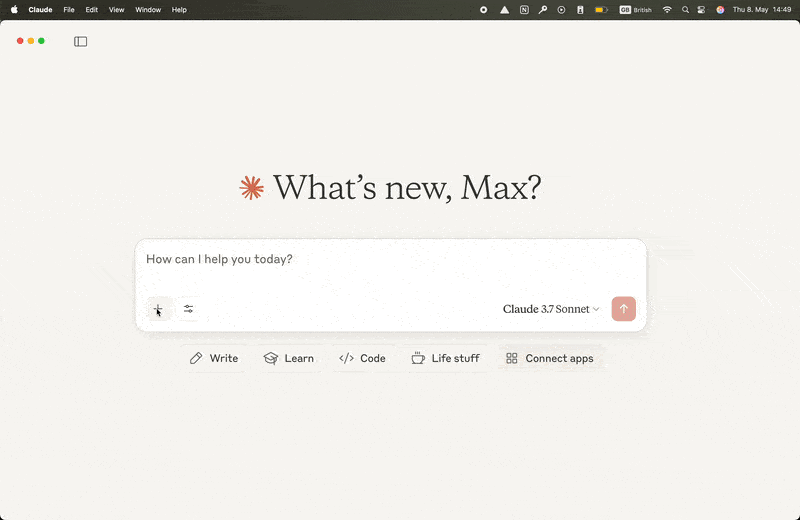 Claude File Edit View Window Help GB British Thu 8. May 14:49
What's new, Max?
How can I help you today?
Claude 3.7 Sonnet
Write Learn Code Life stuff Connect apps